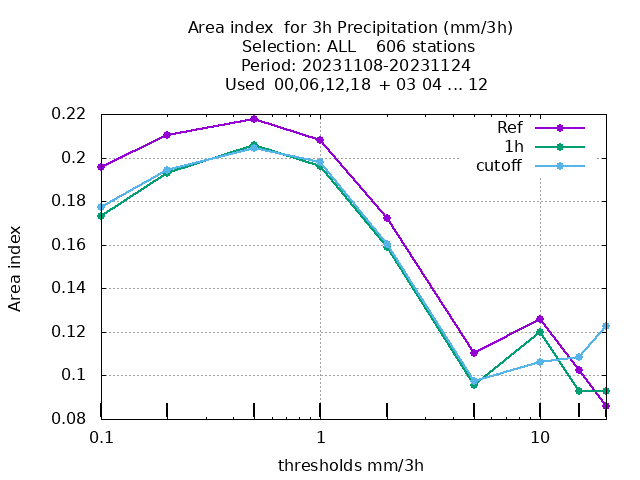 Area index  for 3h Precipitation (mm/3h)
Selection: ALL    606 stations
Period: 20231108-20231124
Used  00,06,12,18  + 03 04 ... 12
0.22
Ref
1h
0.2
cutoff
0.18
0.16
Area index
0.14
0.12
0.1
0.08
0.1 1 10
thresholds mm/3h